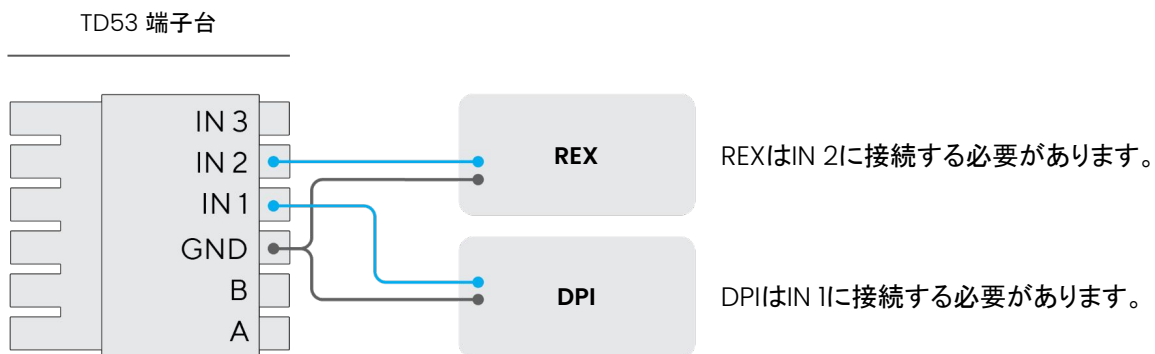 TD53 端子台
IN 3
IN 2
IN 1
GND
B
A
REX
REXはIN 2に接続する必要があります。
DPI
DPIはIN 1に接続する必要があります。